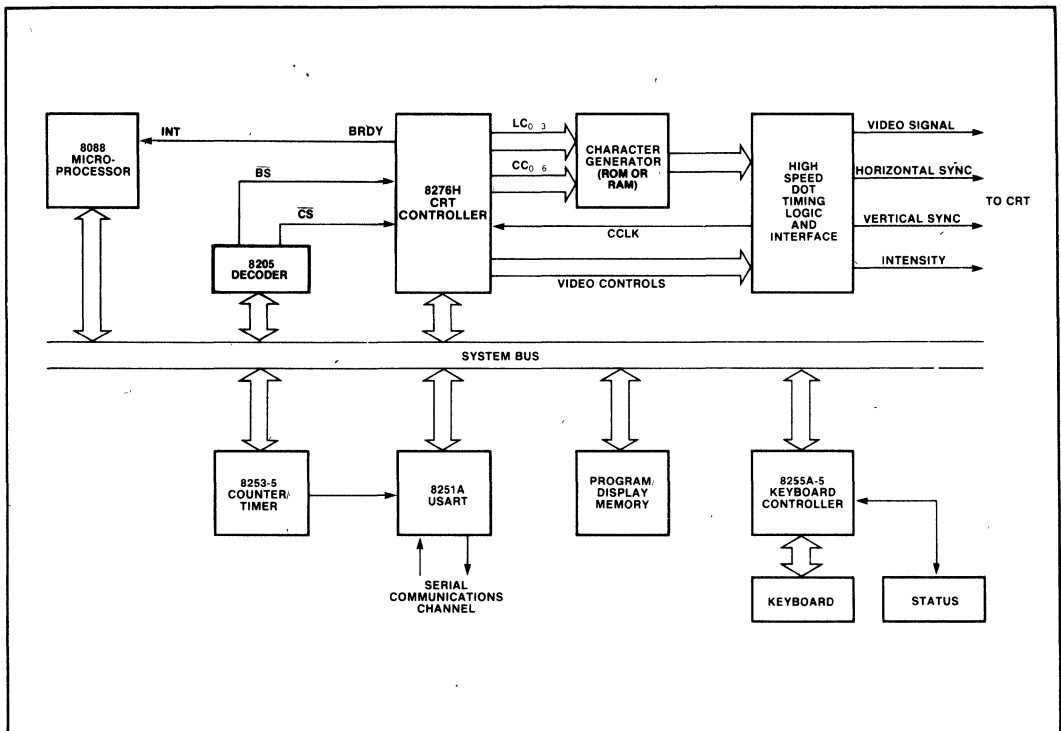 8088
MICRO-
PROCESSOR
INT
BRDY
BS
CS
8205
DECODER
8276H
CRT
CONTROLLER
LC0 3
CC0 6
CHARACTER
GENERATOR
(ROM OR
RAM)
CCLK
VIDEO CONTROLS
HIGH
SPEED
DOT
TIMING
LOGIC
AND
INTERFACE
VIDEO SIGNAL
HORIZONTAL SYNC
VERTICAL SYNC
INTENSITY
TO CRT
SYSTEM BUS
8253-5
COUNTER/
TIMER
8251A
USART
SERIAL
COMMUNICATIONS
CHANNEL
PROGRAM/
DISPLAY
MEMORY
8255A-5
KEYBOARD
CONTROLLER
KEYBOARD
STATUS